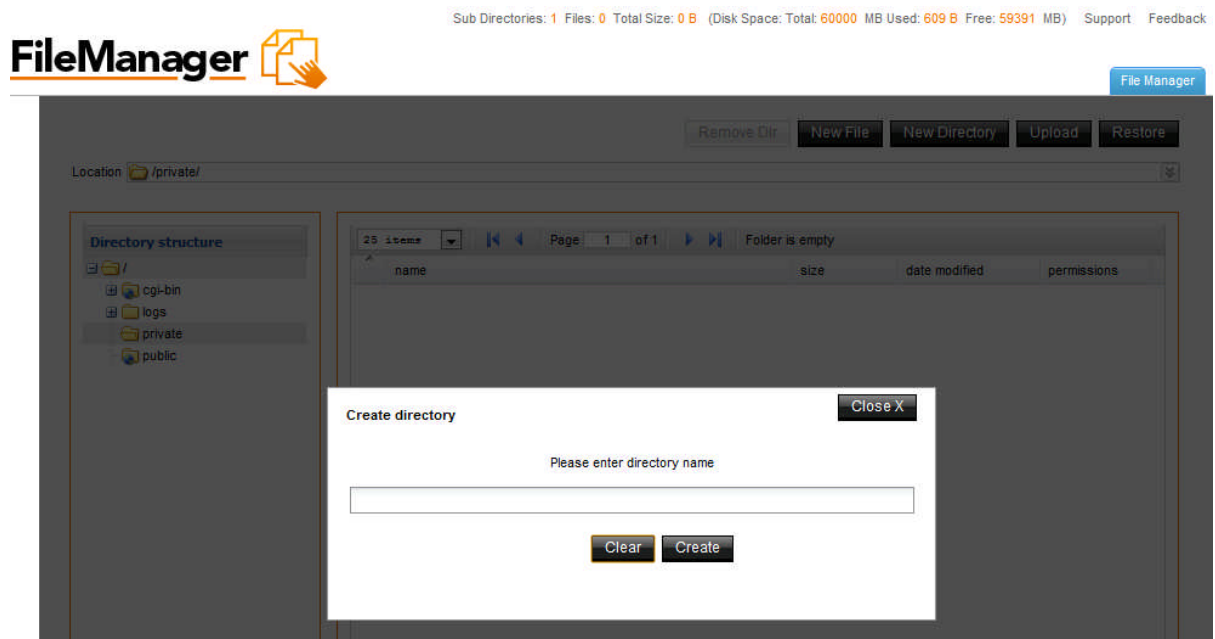 Sub Directories: 1 Files: 0 Total Size: 0 B (Disk Space: Total: 60000 MB Used: 609 B Free: 59391 MB) Support Feedback
FileManager
File Manager
Remove Dir New File New Directory Upload Restore
Location /private/
Directory structure
25 items Page 1 of 1 Folder is empty
/
name size date modified permissions
cgi-bin
logs
private
public
Create directory
Close X
Please enter directory name
Clear Create